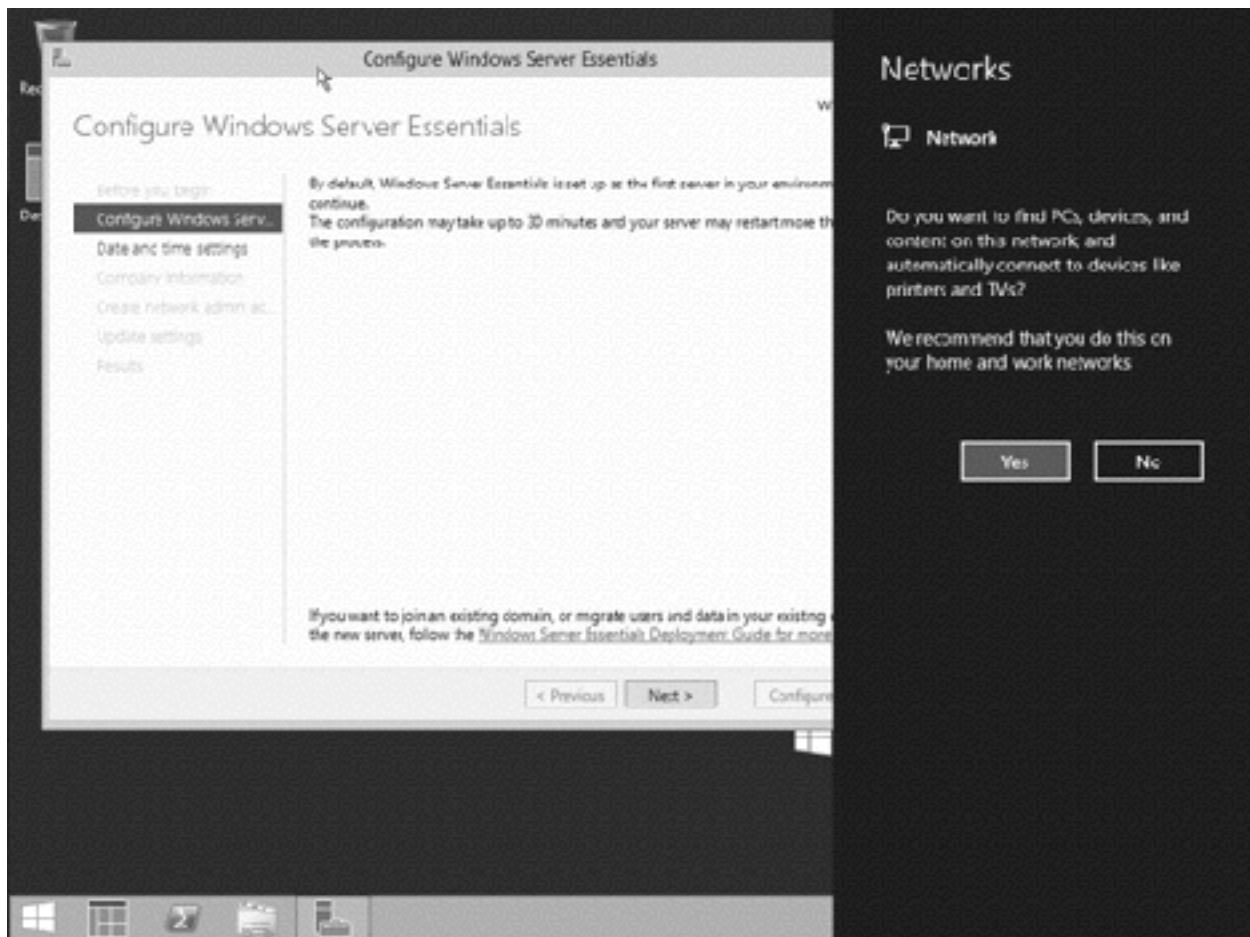 Rec
Configure Windows Server Essentials
W
Configure Windows Server Essentials
Before you begin
Configure Windows Serv...
Date and time settings
Company information
Create network admin ac...
Update settings
Results
By default, Windows Server Essentials is set up as the first server in your environm
continue.
The configuration may take up to 30 minutes and your server may restart more th
the process.
If you want to join an existing domain, or migrate users and data in your existing
the new server, follow the Windows Server Essentials Deployment Guide for more
< Previous
Next >
Configure
Networks
Network
Do you want to find PCs, devices, and
content on this network, and
automatically connect to devices like
printers and TVs?
We recommend that you do this on
your home and work networks
Yes
No